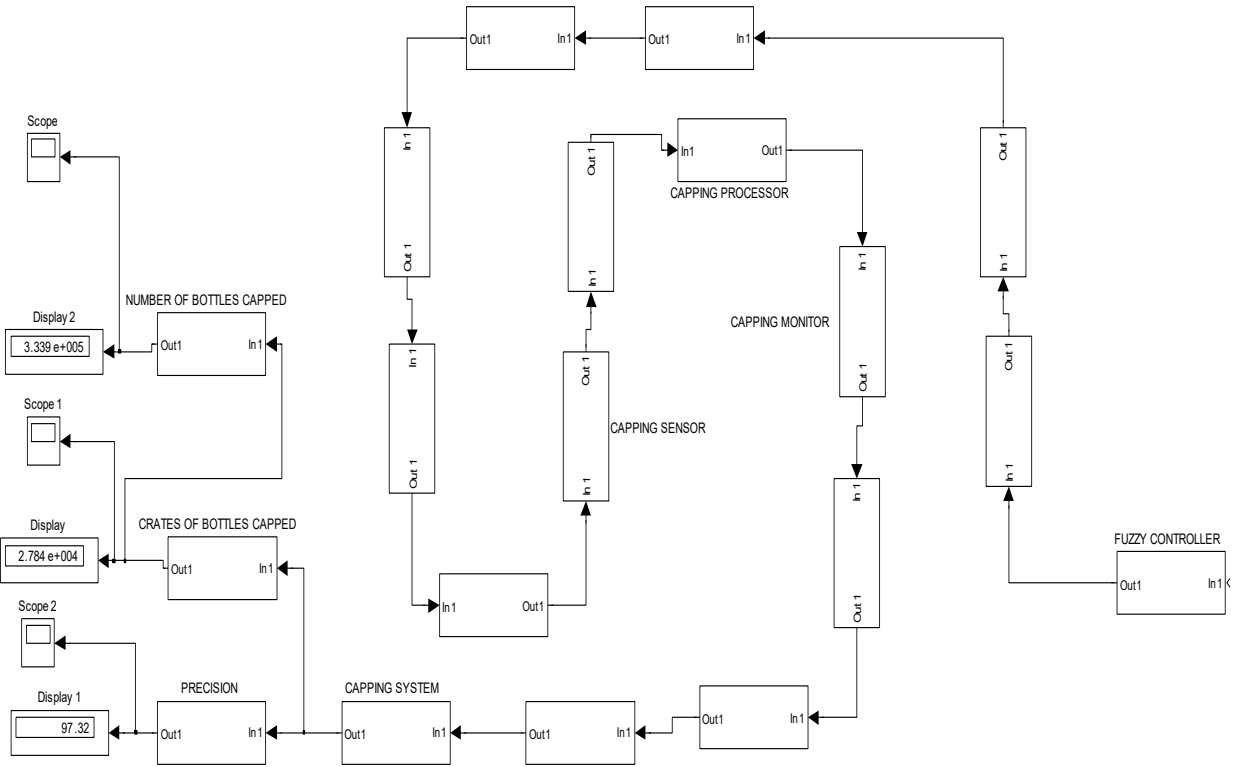 Out1 In1
Out1 In1
Scope
In 1
Out 1
Out 1
In 1
In1 Out1
CAPPING PROCESSOR
Out 1
In 1
NUMBER OF BOTTLES CAPPED
Out1 In1
Display 2
3.339 e+005
In 1
Out 1
CAPPING MONITOR
In 1
Out 1
Out 1
In 1
Scope 1
In 1
Out 1
CAPPING SENSOR
Out 1
In 1
Display
2.784 e+004
CRATES OF BOTTLES CAPPED
Out1 In1
In 1
Out 1
FUZZY CONTROLLER
Out1 In1
In1 Out1
Scope 2
Display 1
97.32
PRECISION
Out1 In1
CAPPING SYSTEM
Out1 In1
Out1 In1
Out1 In1